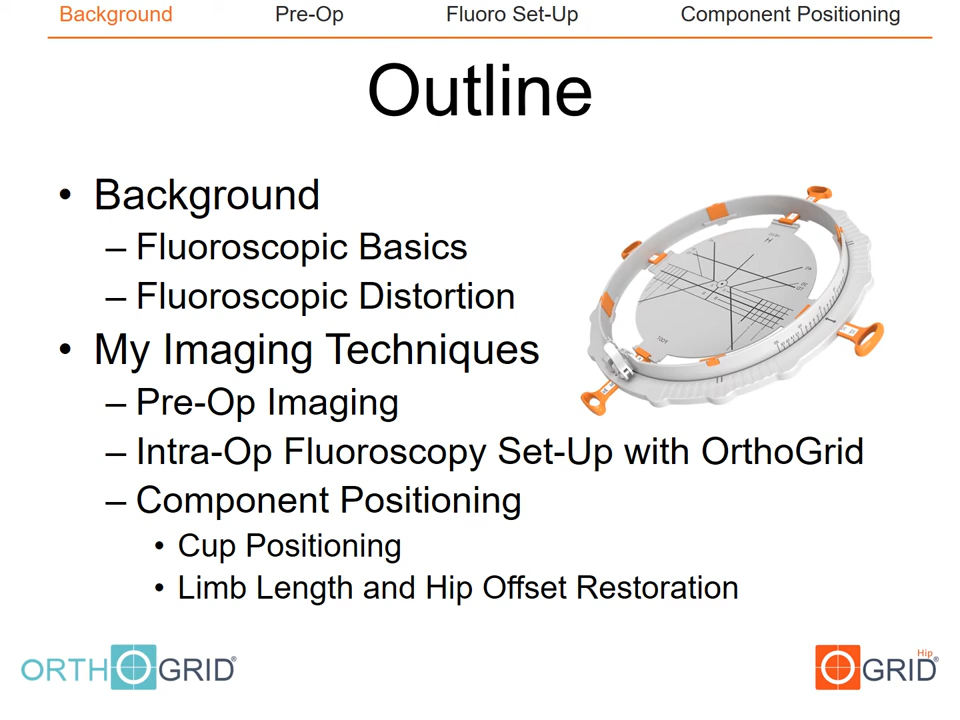 Background Pre-Op Fluoro Set-Up Component Positioning
Outline
• Background
– Fluoroscopic Basics
– Fluoroscopic Distortion
• My Imaging Techniques
– Pre-Op Imaging
– Intra-Op Fluoroscopy Set-Up with OrthoGrid
– Component Positioning
• Cup Positioning
• Limb Length and Hip Offset Restoration
ORTHOGRID®
Hip
GRID®